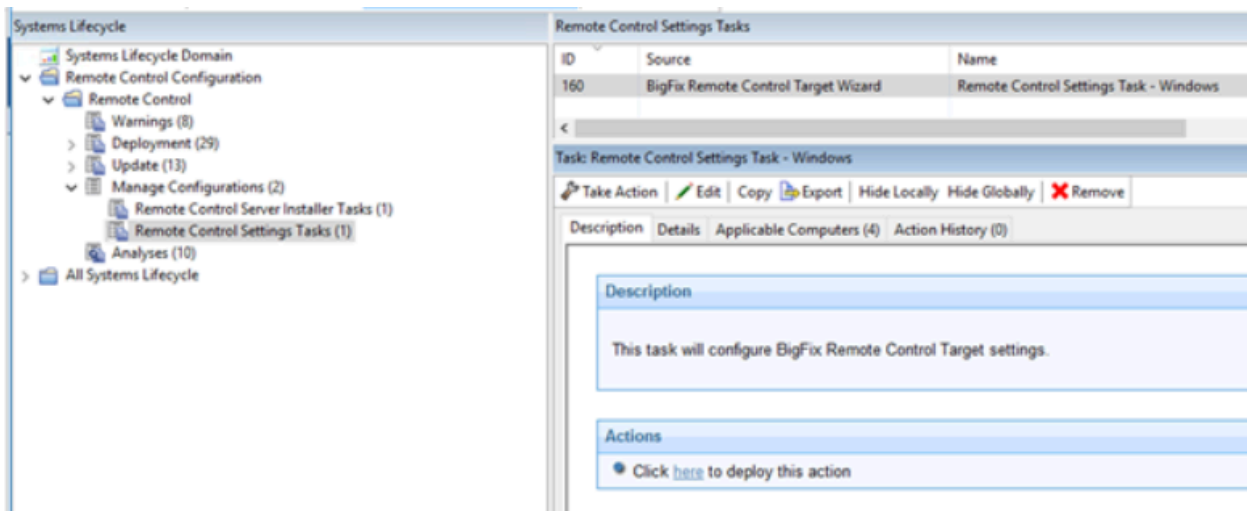 Systems Lifecycle
Systems Lifecycle Domain
Remote Control Configuration
Remote Control
Warnings (8)
Deployment (29)
Update (13)
Manage Configurations (2)
Remote Control Server Installer Tasks (1)
Remote Control Settings Tasks (1)
Analyses (10)
All Systems Lifecycle
Remote Control Settings Tasks
ID Source Name
160 BigFix Remote Control Target Wizard Remote Control Settings Task - Windows
Task: Remote Control Settings Task - Windows
Take Action Edit Copy Export Hide Locally Hide Globally Remove
Description Details Applicable Computers (4) Action History (0)
Description
This task will configure BigFix Remote Control Target settings.
Actions
Click here to deploy this action